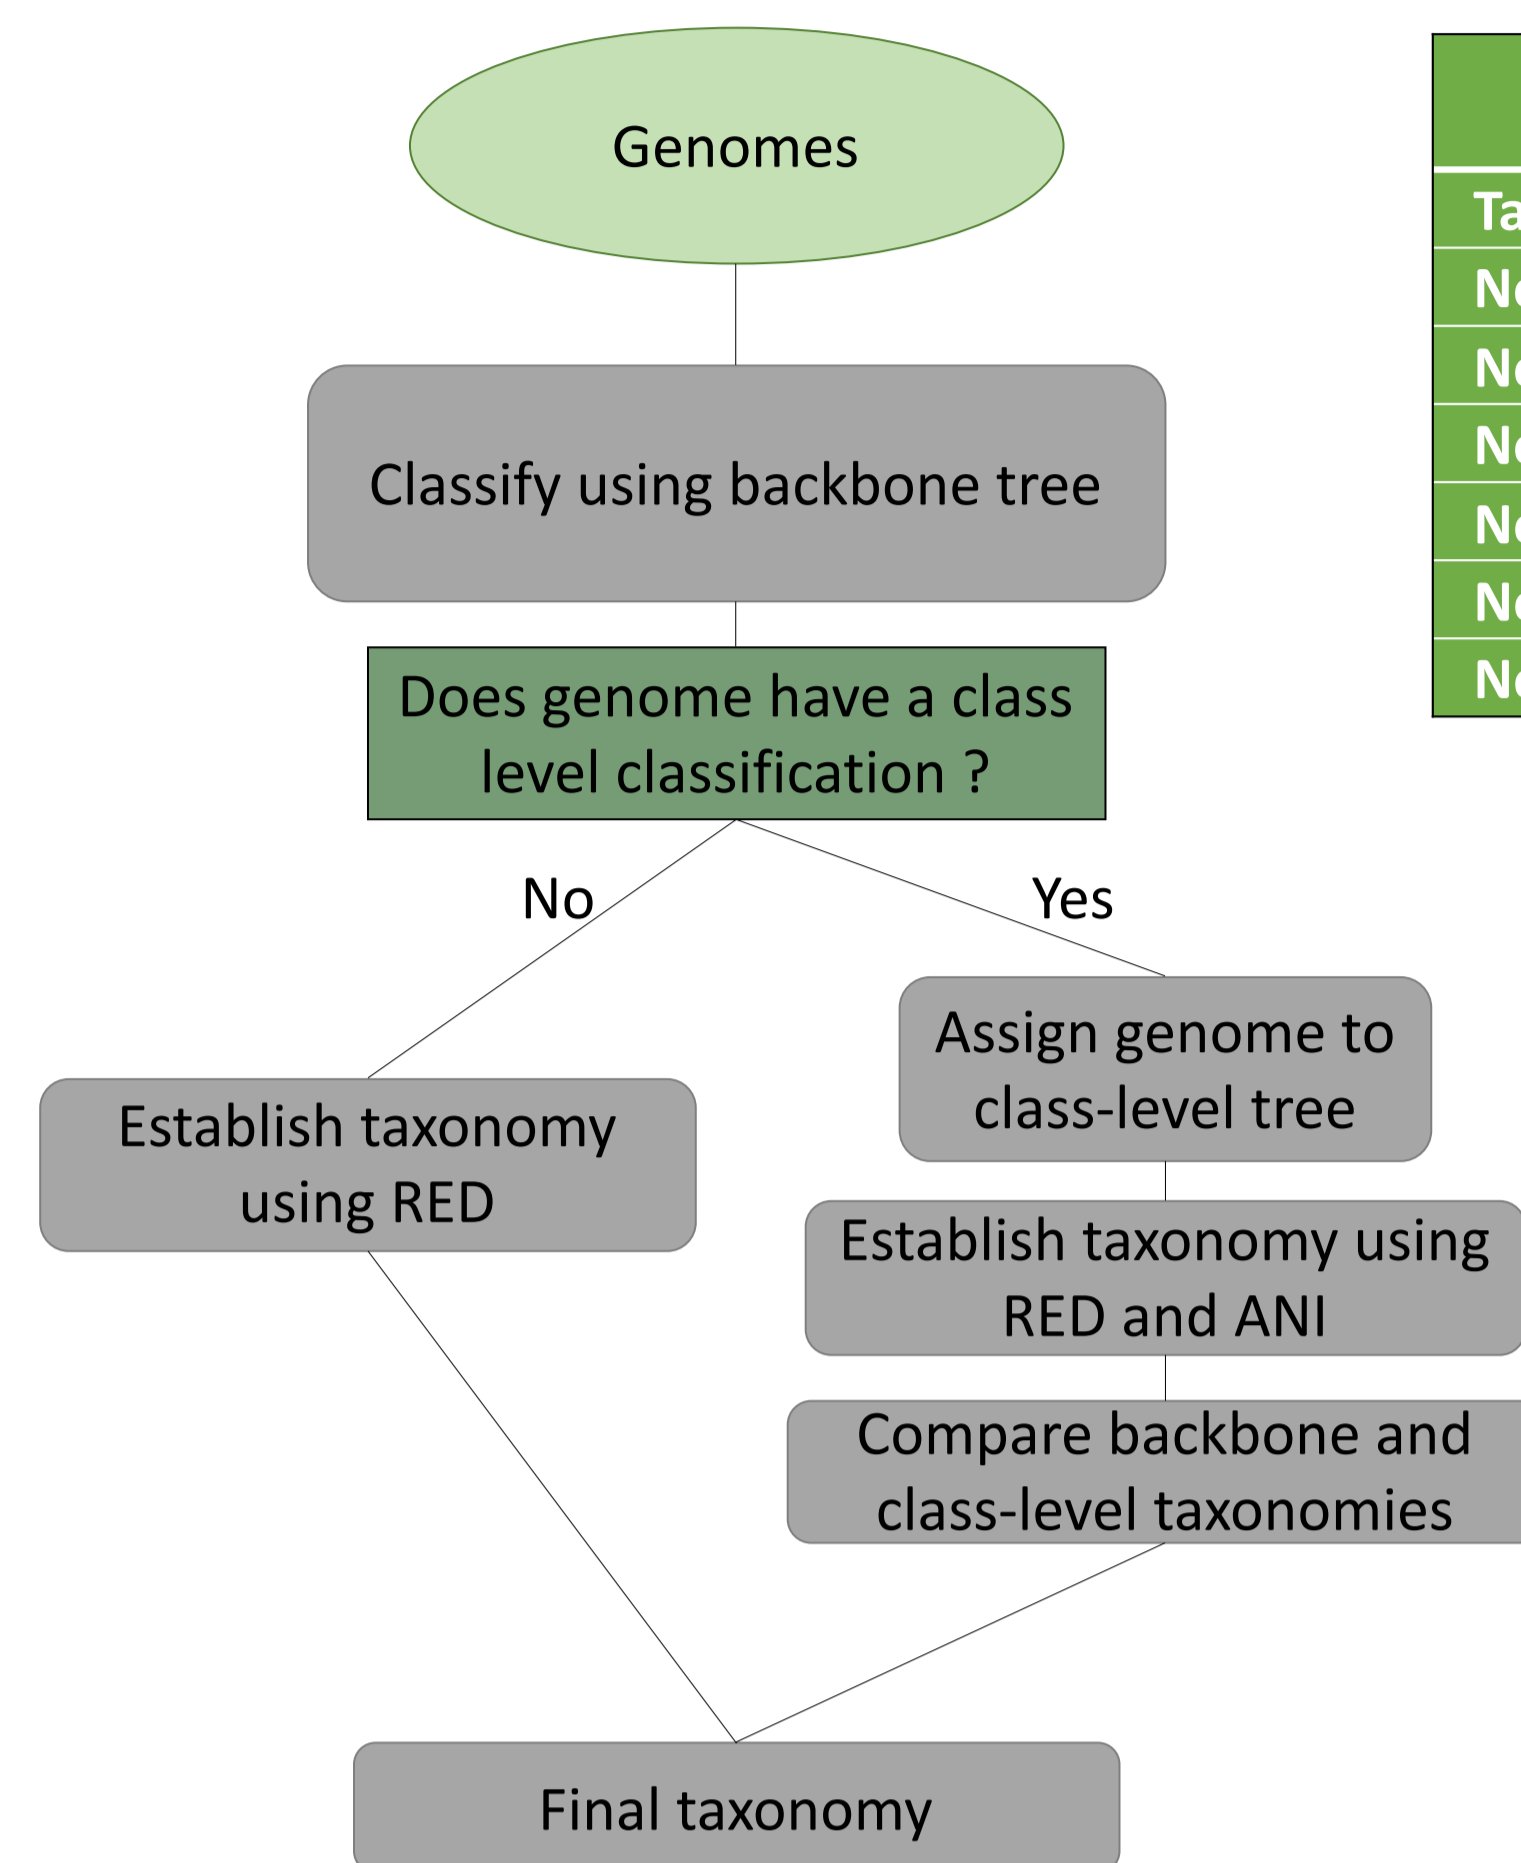 Genomes
Classify using backbone tree
Does genome have a class
level classification ?
No
Yes
Assign genome to
class-level tree
Establish taxonomy
using RED
Establish taxonomy using
RED and ANI
Compare backbone and
class-level taxonomies
Final taxonomy